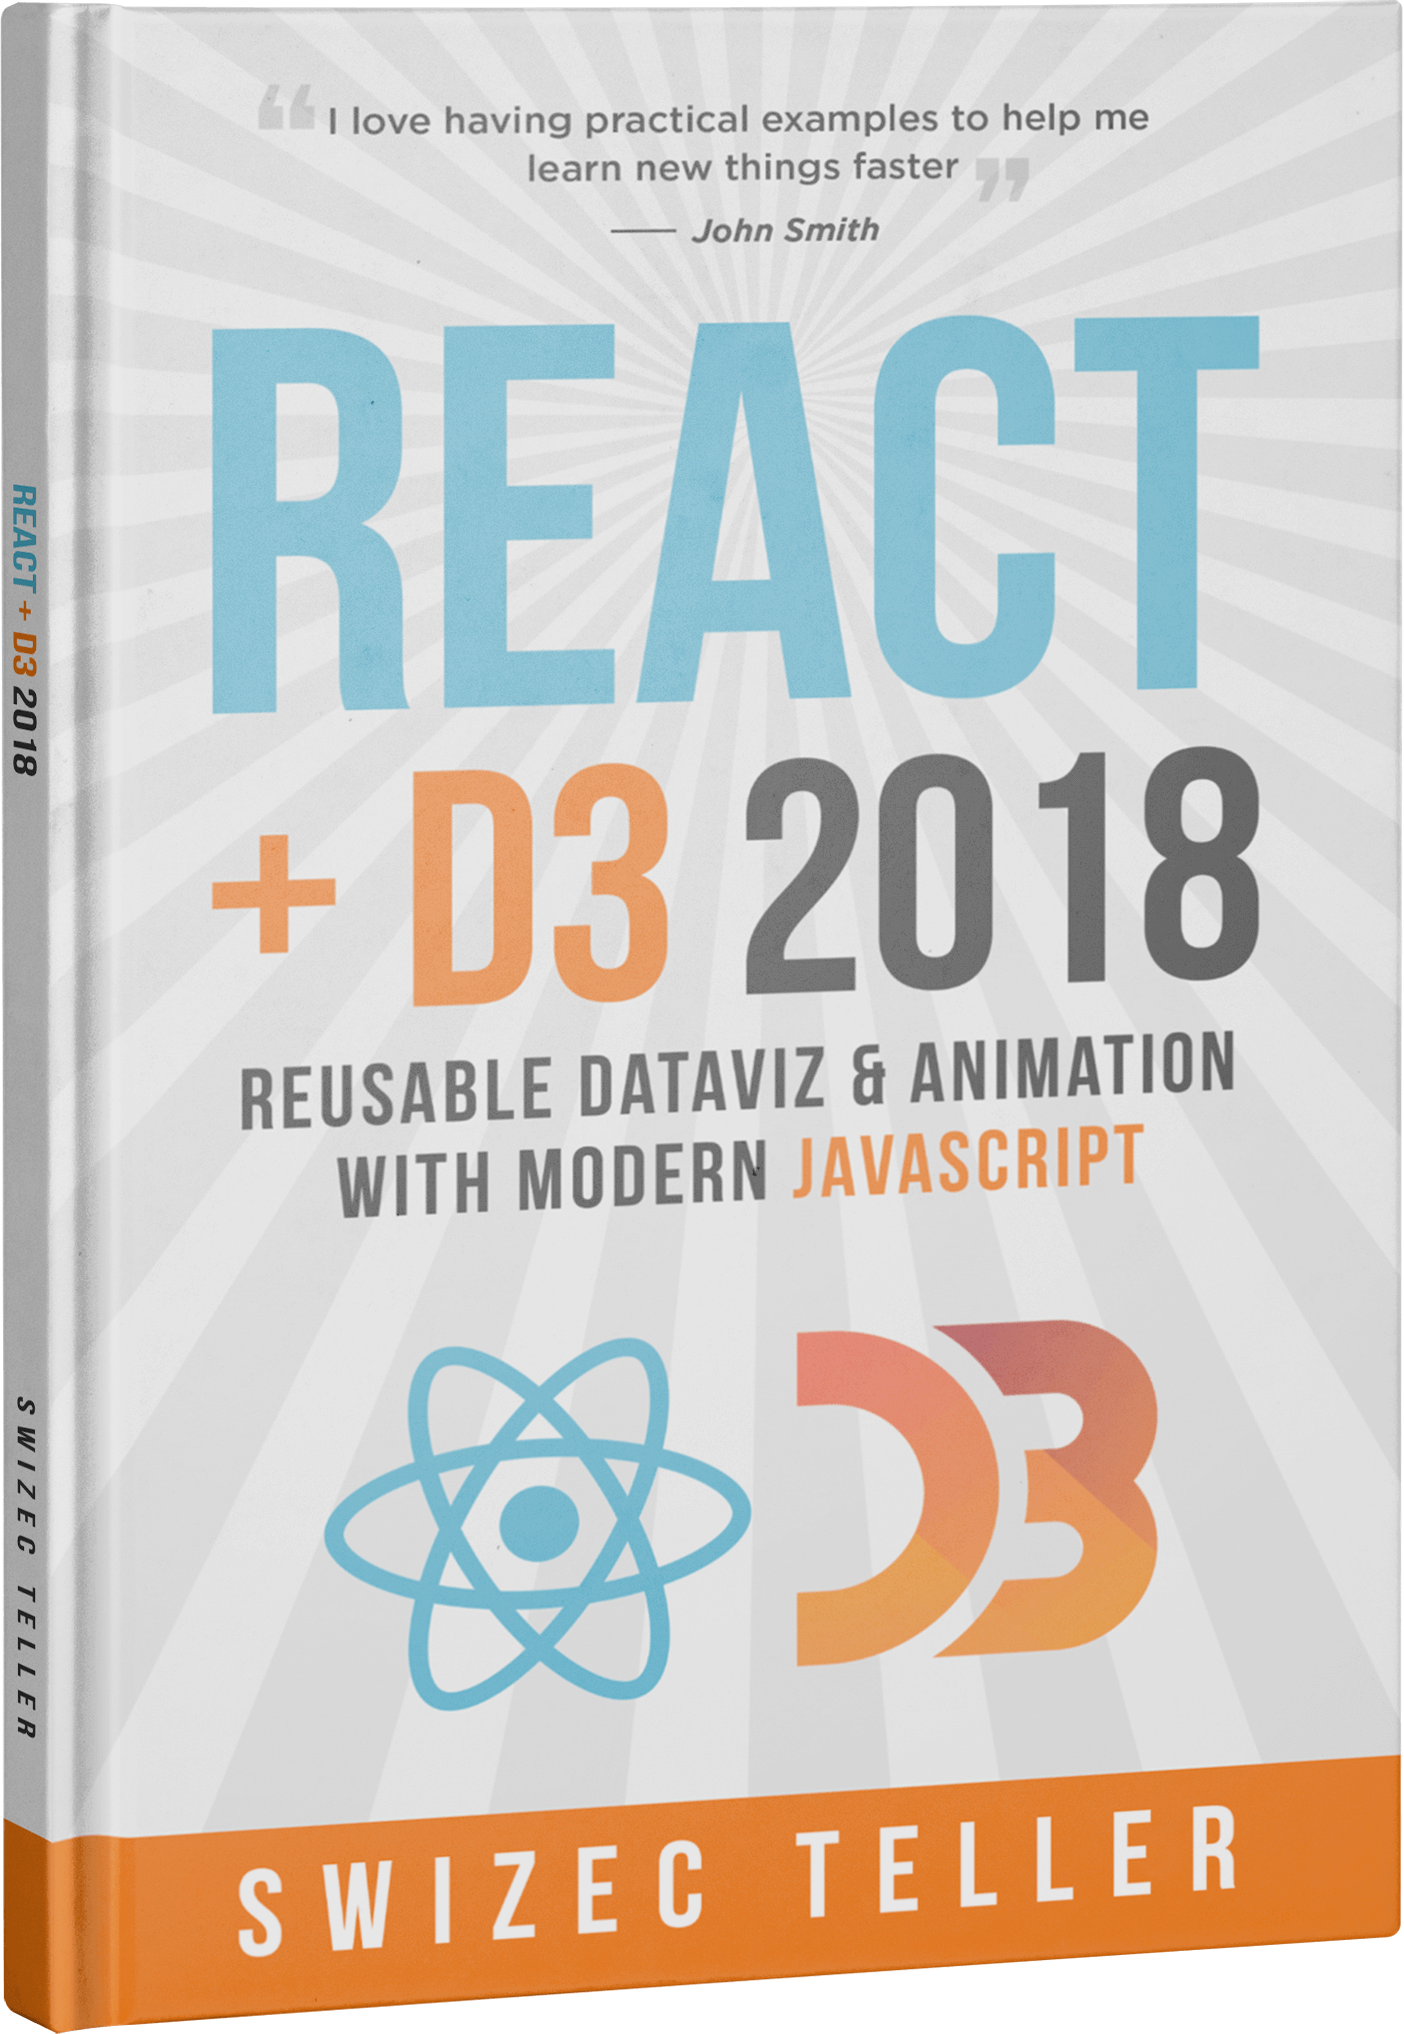 “ I love having practical examples to help me
learn new things faster ”
— John Smith
REACT
+ D3 2018
REUSABLE DATAVIZ & ANIMATION
WITH MODERN JAVASCRIPT
D3
SWIZEC TELLER
REACT + D3 2018
SWIZEC TELLER